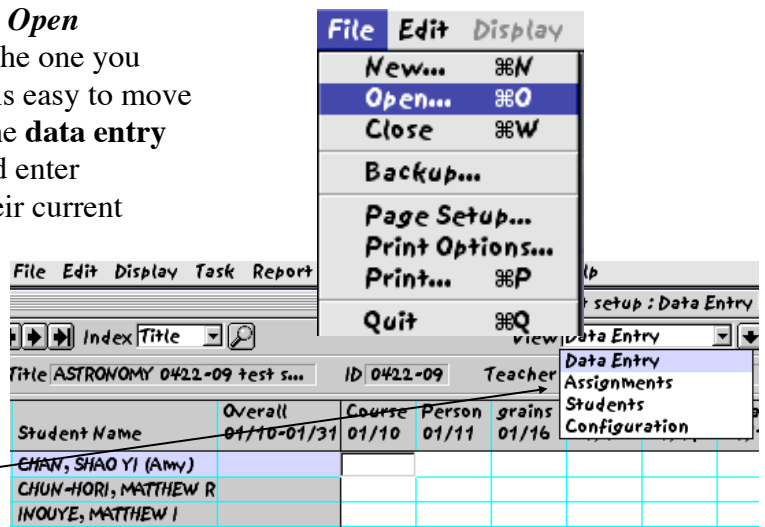 Open
he one you
is easy to move
ne data entry
d enter
eir current
File Edit Display
New... ⌘N
Open... ⌘O
Close ⌘W
Backup...
Page Setup...
Print Options...
Print... ⌘P
Quit ⌘Q
File Edit Display Task Report lp
t setup : Data Entry
Index Title View Data Entry
Title ASTRONOMY 0422-09 test s... ID 0422-09 Teacher
Data Entry
Assignments
Students
Configuration
Student Name Overall 01/10-01/31 Course 01/10 Person 01/11 grains 01/16
CHAN, SHAO YI (Amy)
CHUN-HORI, MATTHEW R
INOUYE, MATTHEW I